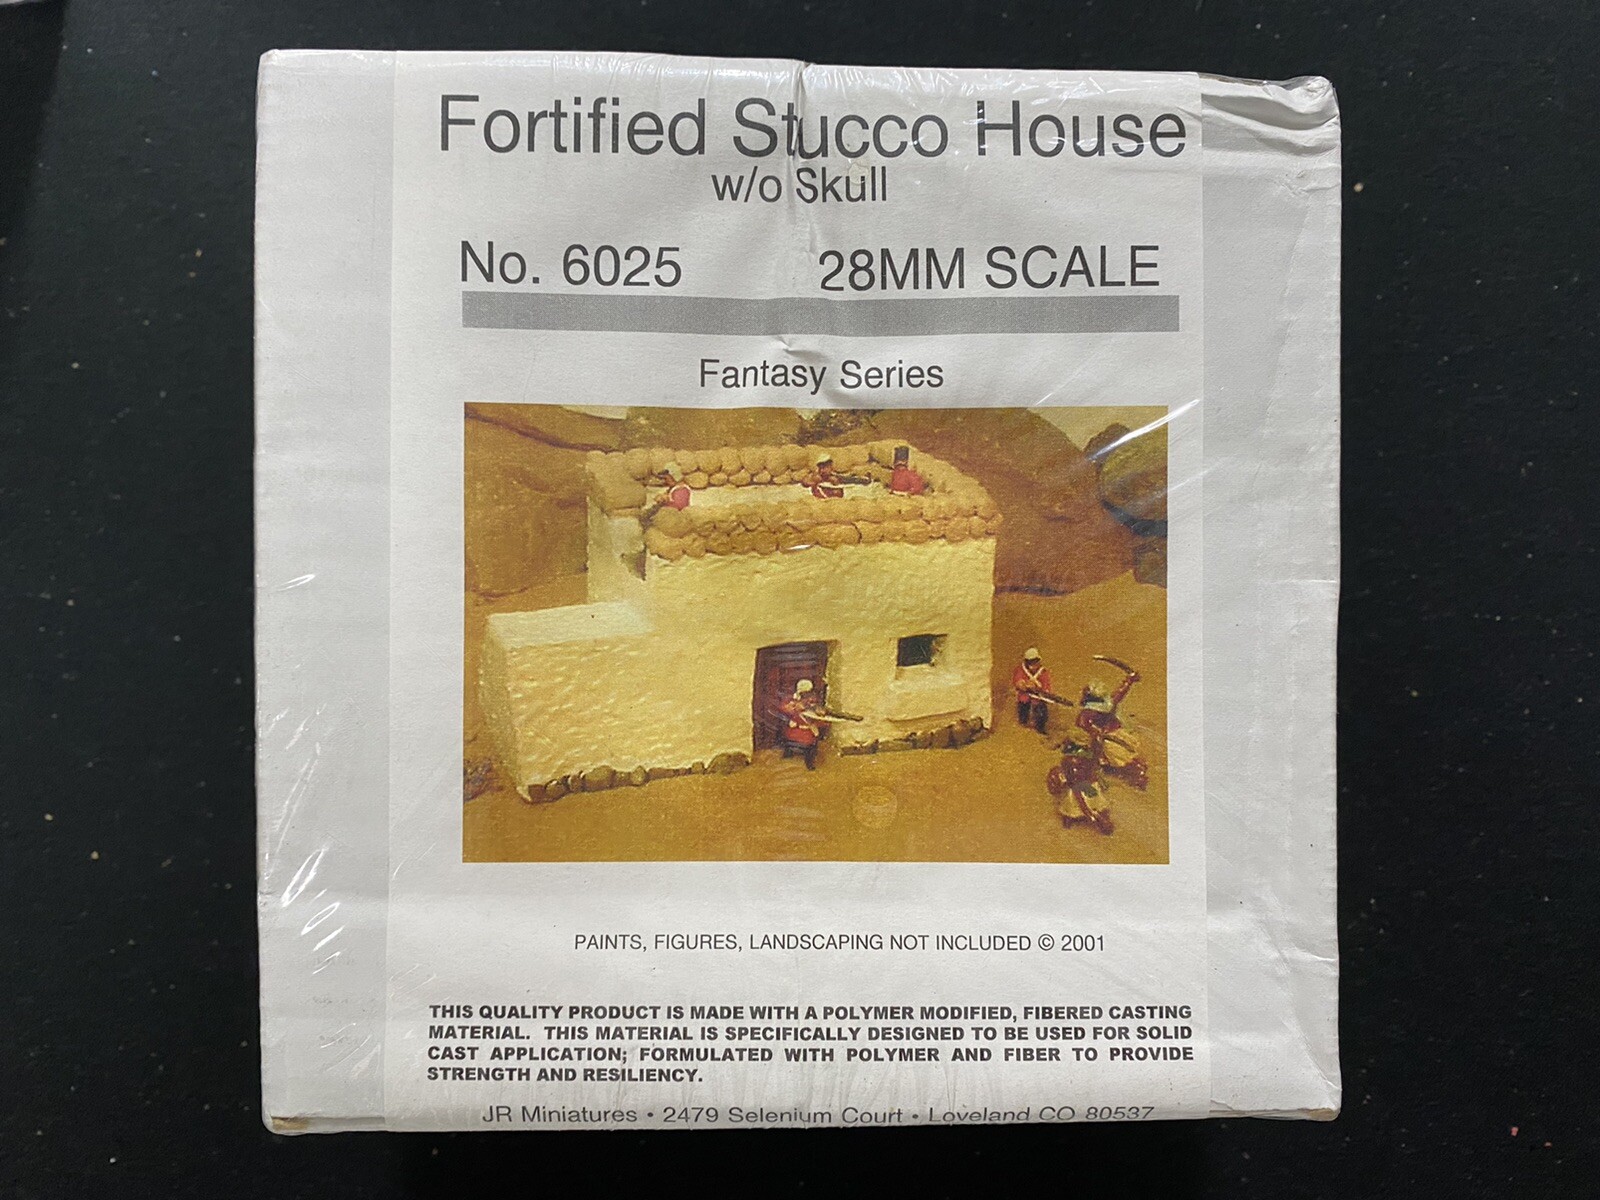 Fortified Stucco House
w/o Skull
No. 6025 28MM SCALE
Fantasy Series
PAINTS, FIGURES, LANDSCAPING NOT INCLUDED © 2001
THIS QUALITY PRODUCT IS MADE WITH A POLYMER MODIFIED, FIBERED CASTING
MATERIAL. THIS MATERIAL IS SPECIFICALLY DESIGNED TO BE USED FOR SOLID
CAST APPLICATION; FORMULATED WITH POLYMER AND FIBER TO PROVIDE
STRENGTH AND RESILIENCY.
JR Miniatures • 2479 Selenium Court • Loveland CO 80537